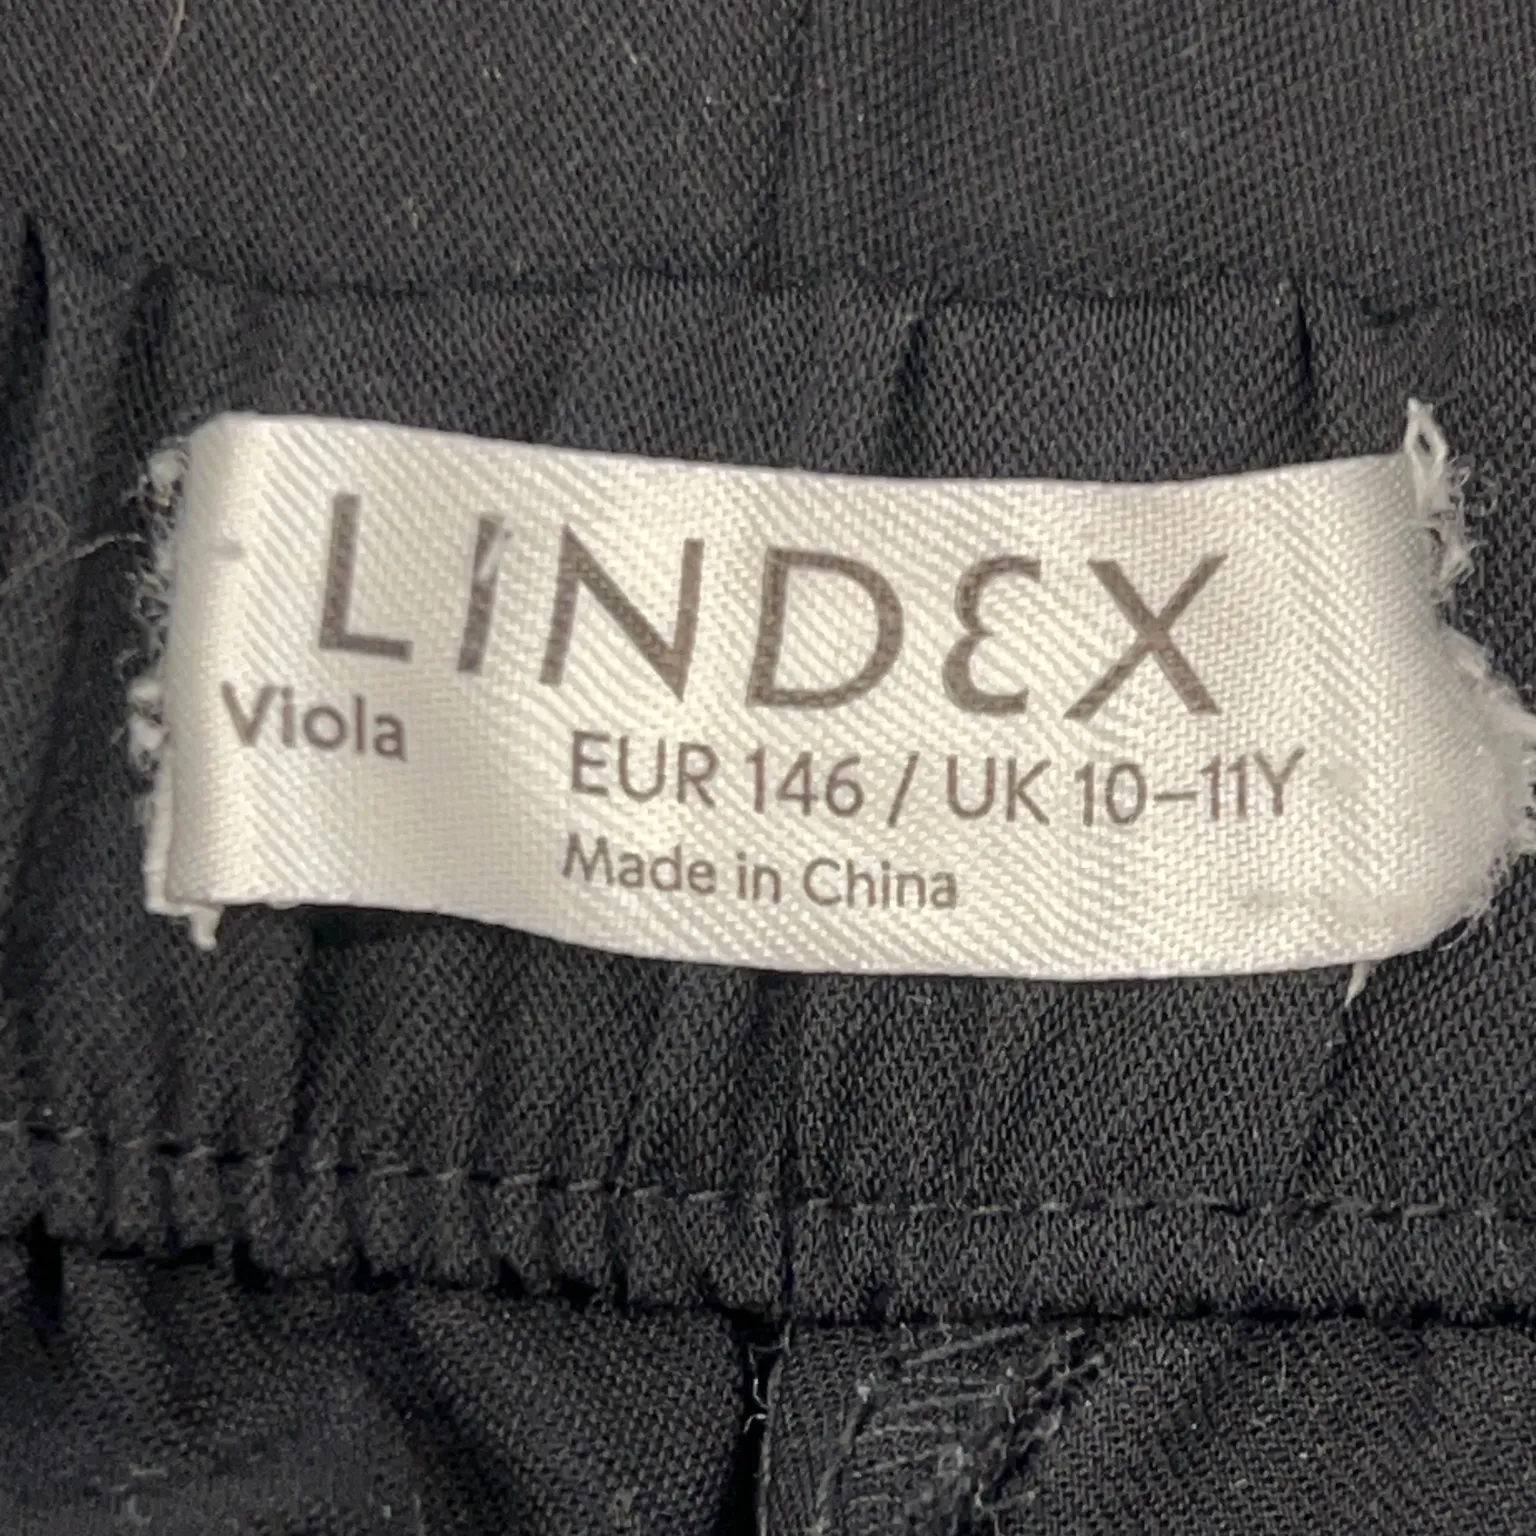 LINDEX
Viola
EUR 146 / UK 10–11Y
Made in China